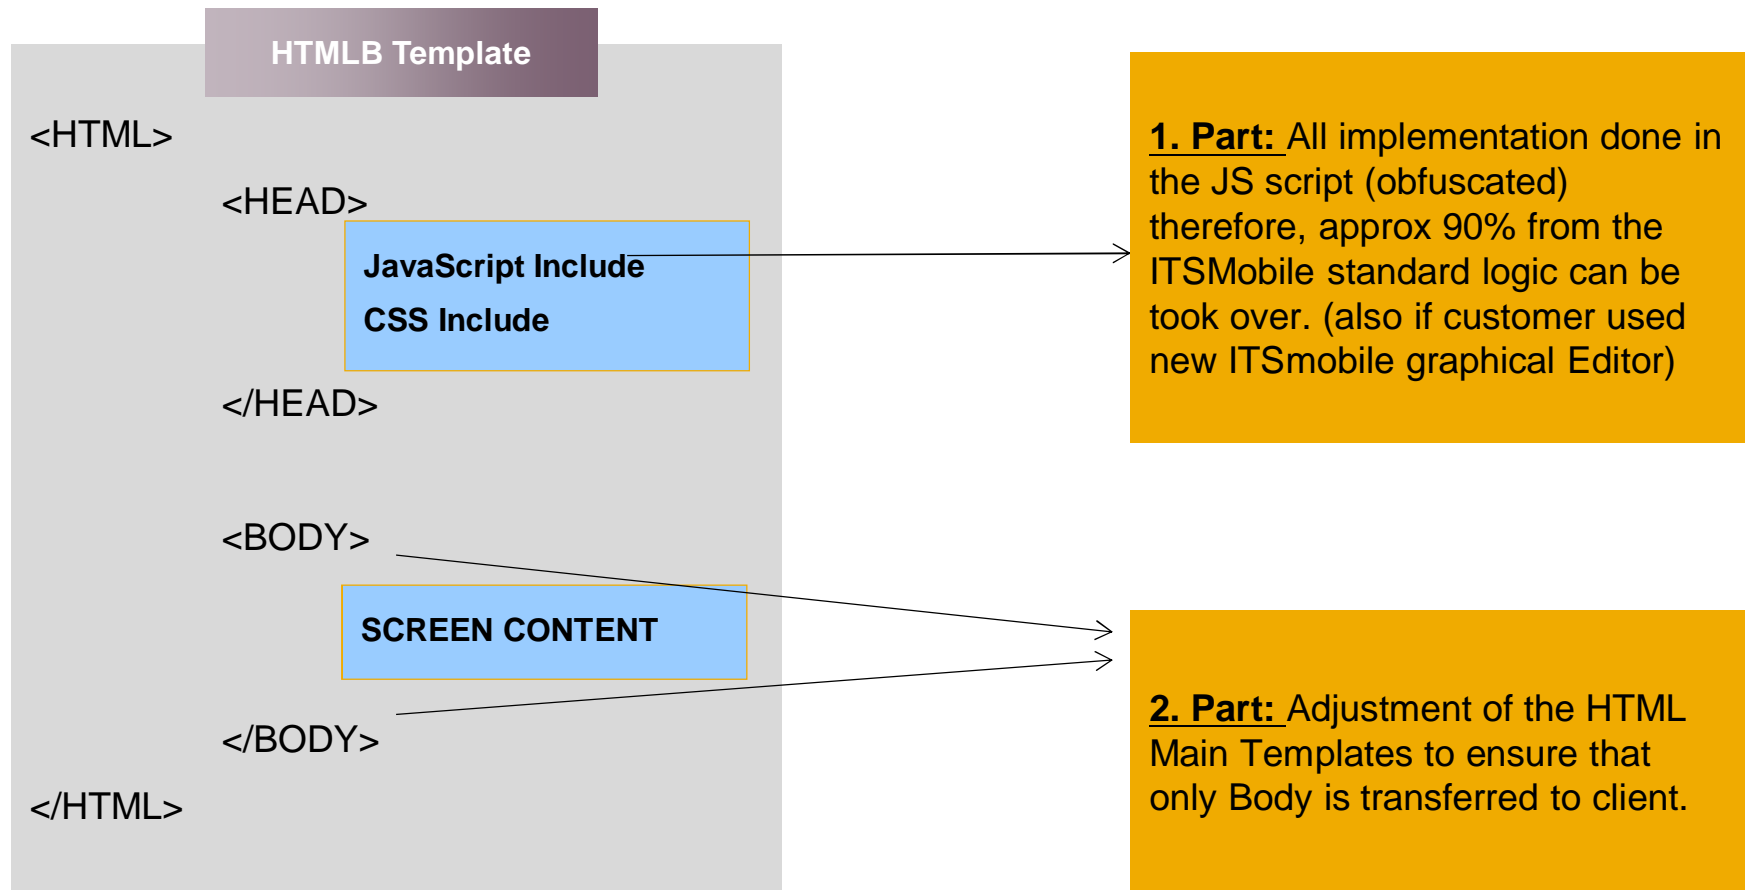 HTMLB Template
<HTML>
<HEAD>
JavaScript Include
CSS Include
</HEAD>
<BODY>
SCREEN CONTENT
</BODY>
</HTML>
1. Part: All implementation done in
the JS script (obfuscated)
therefore, approx 90% from the
ITSMobile standard logic can be
took over. (also if customer used
new ITSmobile graphical Editor)
2. Part: Adjustment of the HTML
Main Templates to ensure that
only Body is transferred to client.